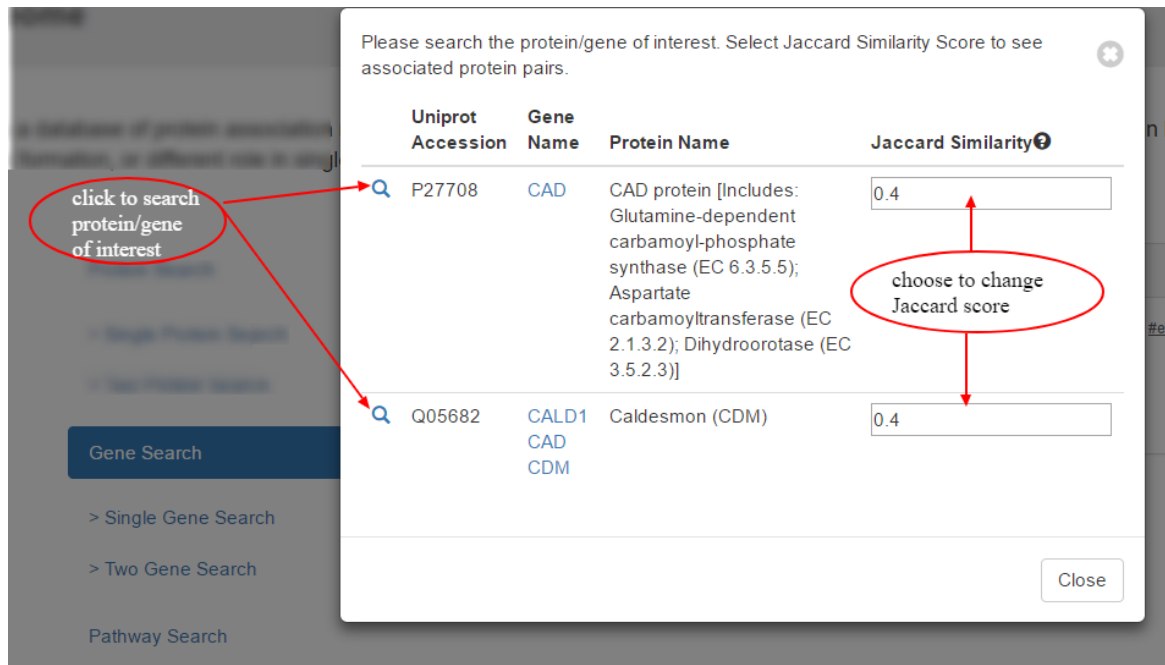 Please search the protein/gene of interest. Select Jaccard Similarity Score to see
associated protein pairs.
Uniprot Accession
Gene Name
Protein Name
Jaccard Similarity
P27708
CAD
CAD protein [Includes:
Glutamine-dependent
carbamoyl-phosphate
synthase (EC 6.3.5.5);
Aspartate
carbamoyltransferase (EC
2.1.3.2); Dihydroorotase (EC
3.5.2.3)]
0.4
click to search
protein/gene
of interest
choose to change
Jaccard score
#e
Q05682
CALD1
CAD
CDM
Caldesmon (CDM)
0.4
Gene Search
> Single Gene Search
> Two Gene Search
Pathway Search
Close